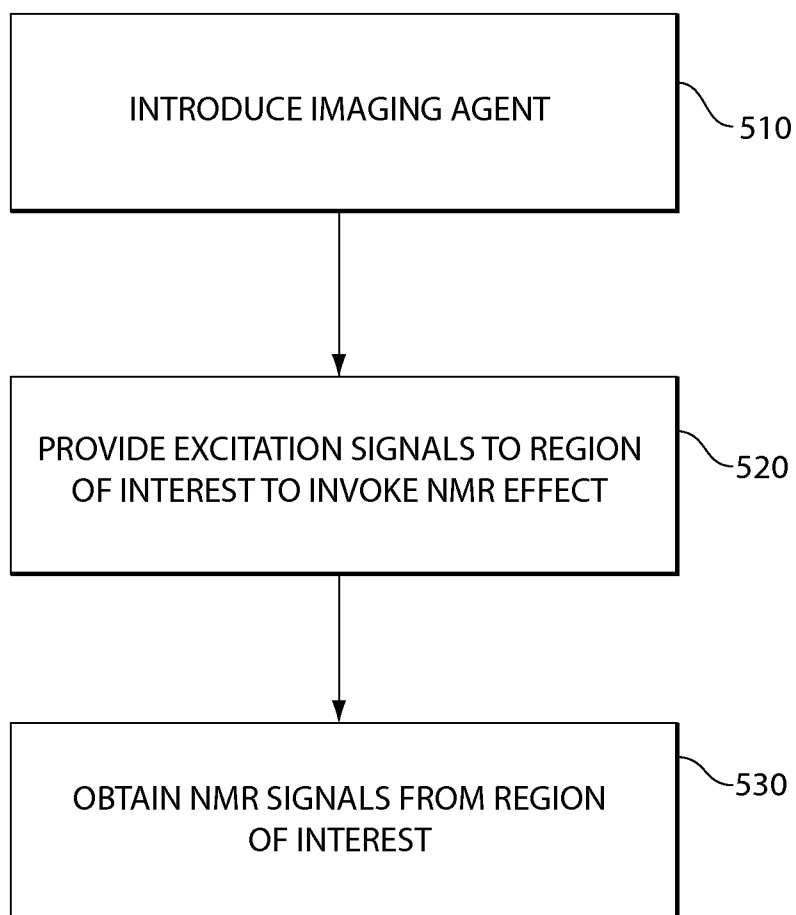 INTRODUCE IMAGING AGENT
510
PROVIDE EXCITATION SIGNALS TO REGION
OF INTEREST TO INVOKE NMR EFFECT
520
OBTAIN NMR SIGNALS FROM REGION
OF INTEREST
530